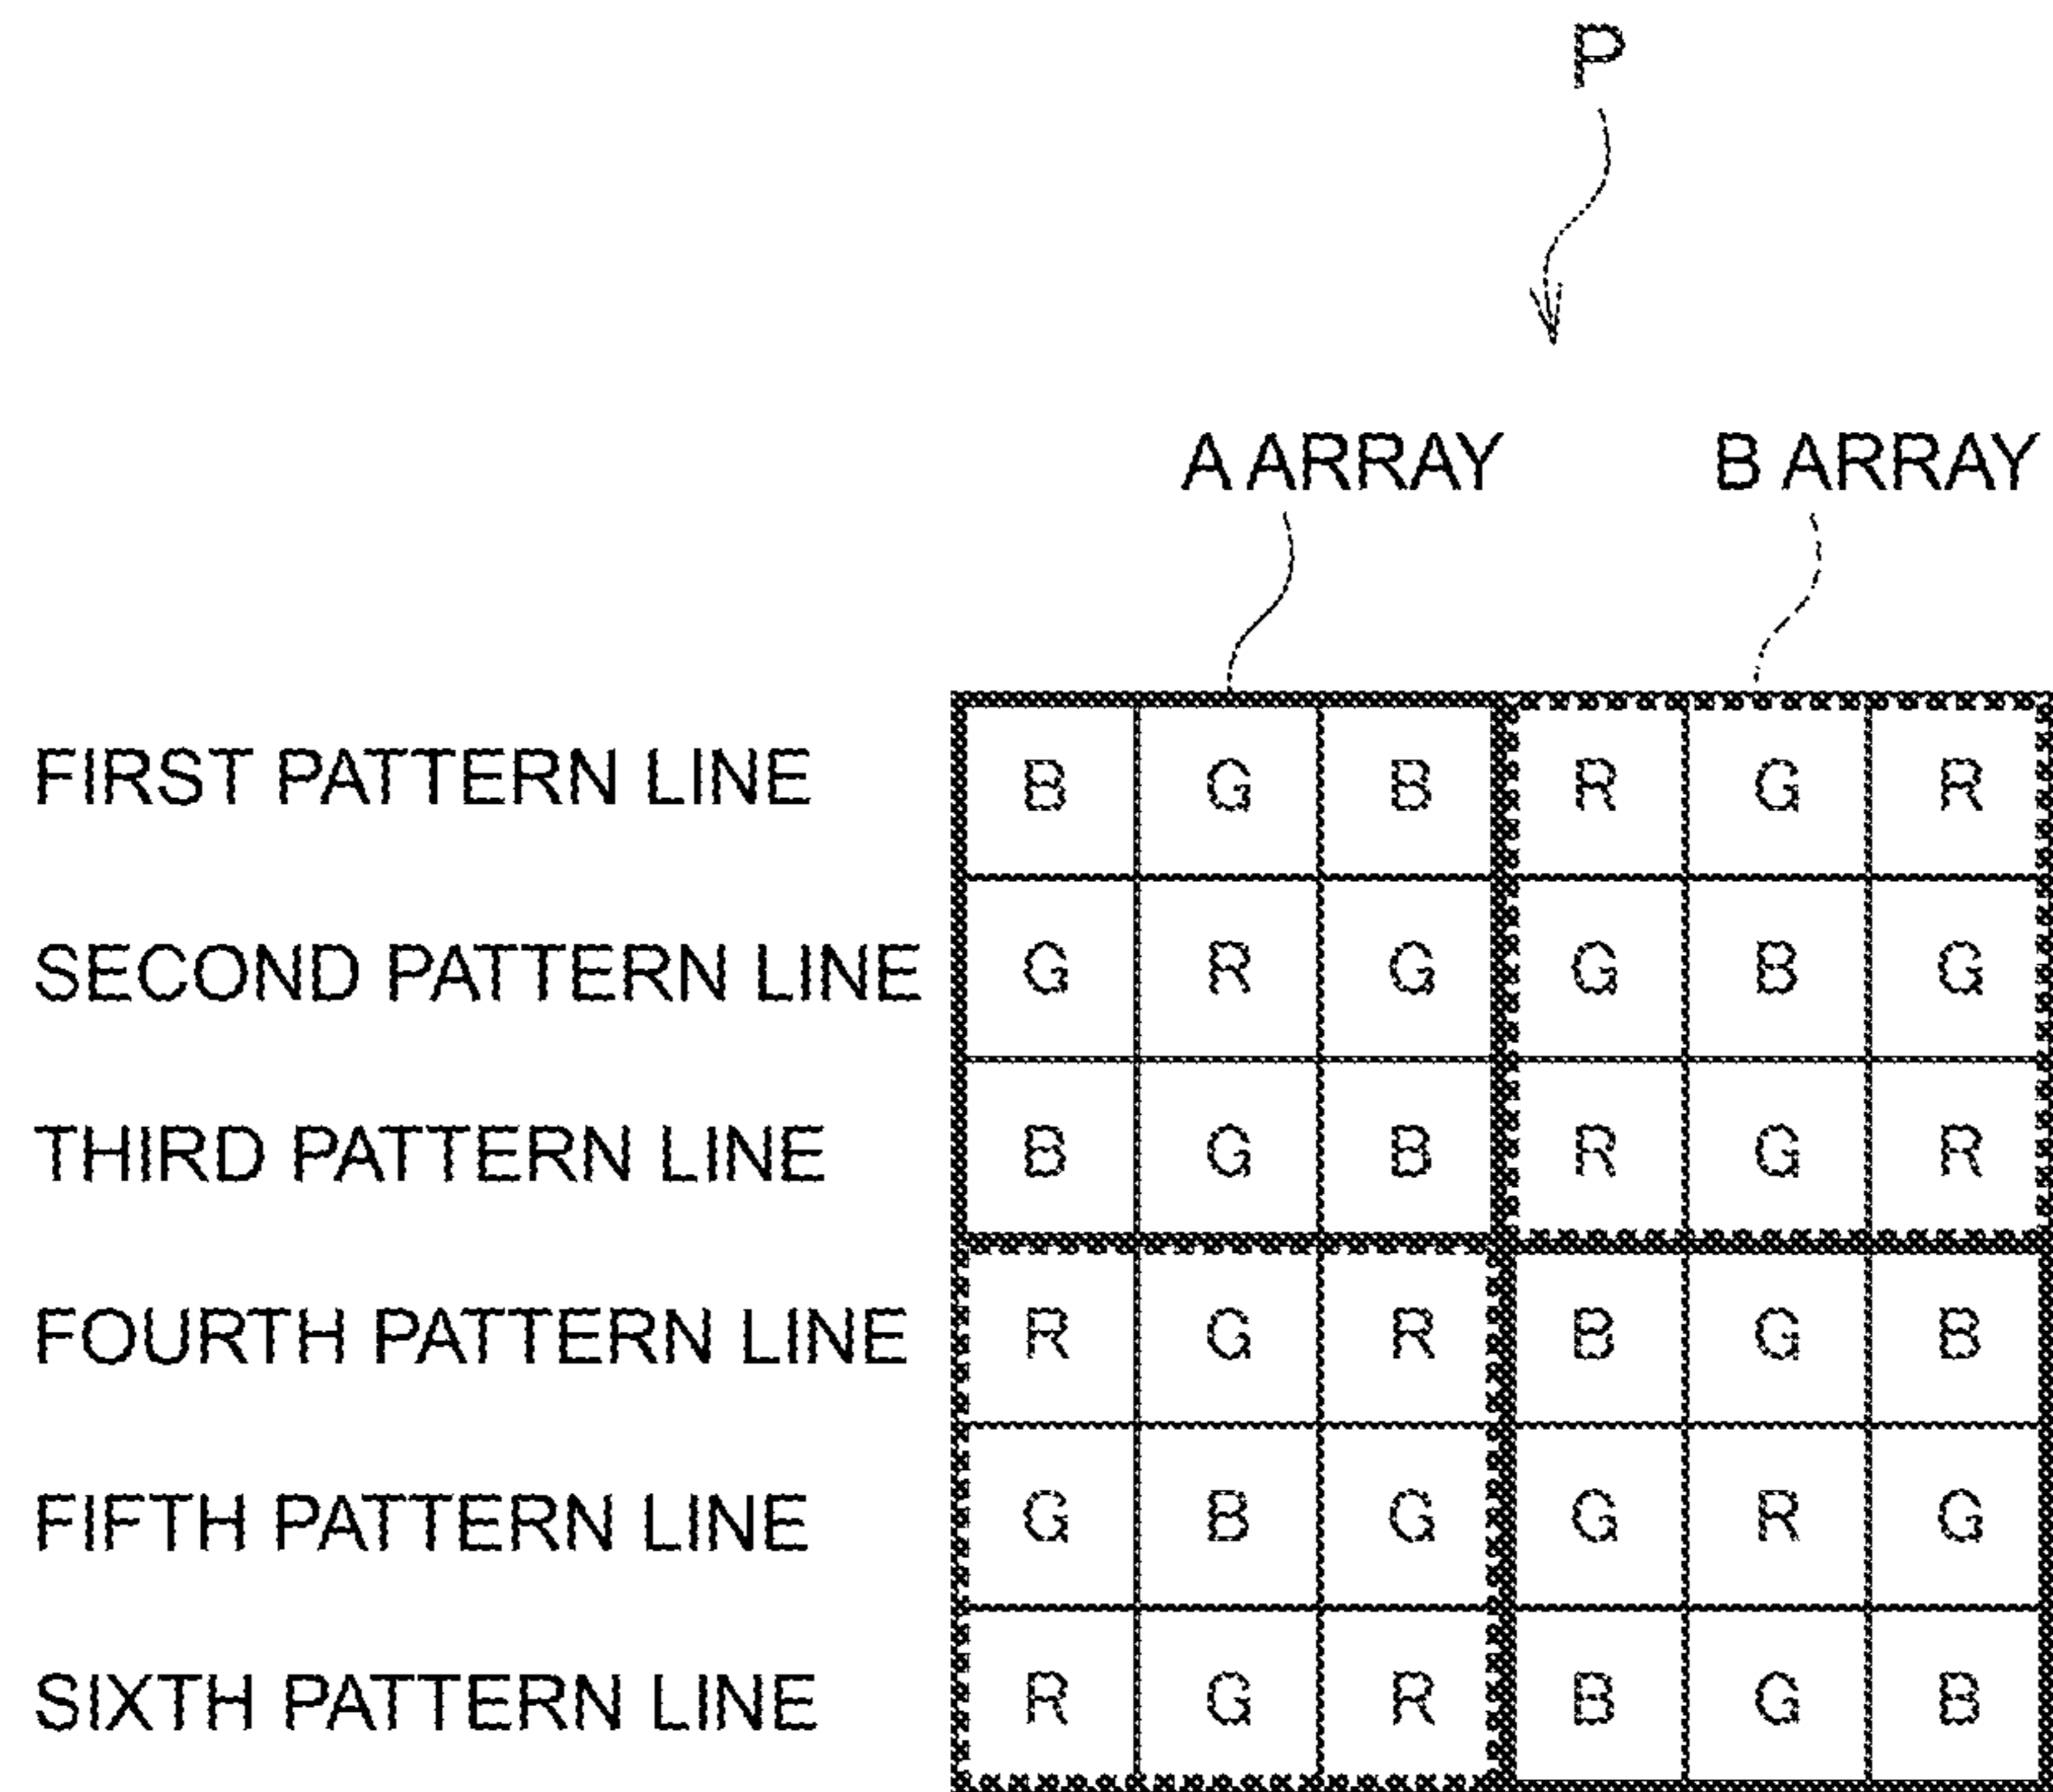 P
A ARRAY B ARRAY
FIRST PATTERN LINE B G B R G R
SECOND PATTERN LINE G R G G B G
THIRD PATTERN LINE B G B R G R
FOURTH PATTERN LINE R G R B G B
FIFTH PATTERN LINE G B G G R G
SIXTH PATTERN LINE R G R B G B